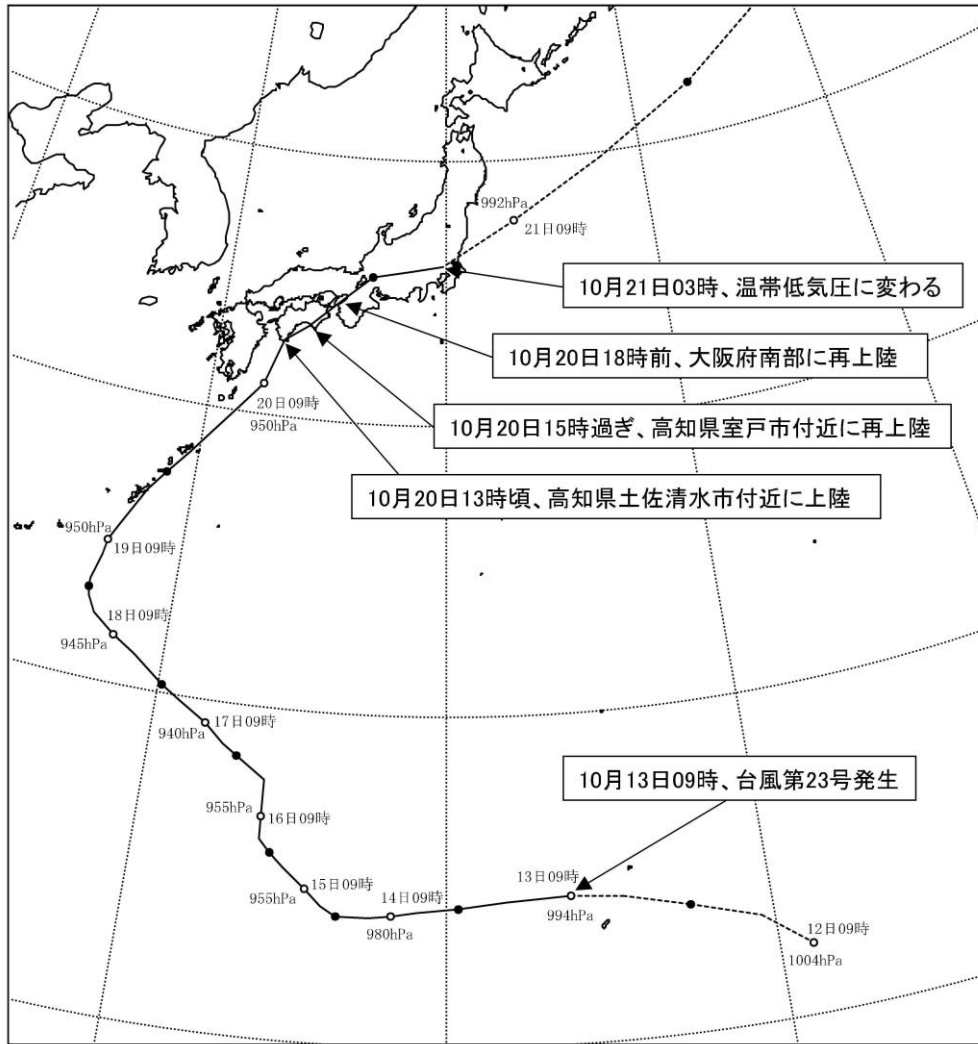 992hPa
21日09時
10月21日03時、温帯低気圧に変わる
10月20日18時前、大阪府南部に再上陸
20日09時
950hPa
10月20日15時過ぎ、高知県室戸市付近に再上陸
10月20日13時頃、高知県土佐清水市付近に上陸
950hPa
19日09時
18日09時
945hPa
17日09時
940hPa
10月13日09時、台風第23号発生
955hPa
16日09時
15日09時
955hPa
14日09時
980hPa
13日09時
994hPa
12日09時
1004hPa